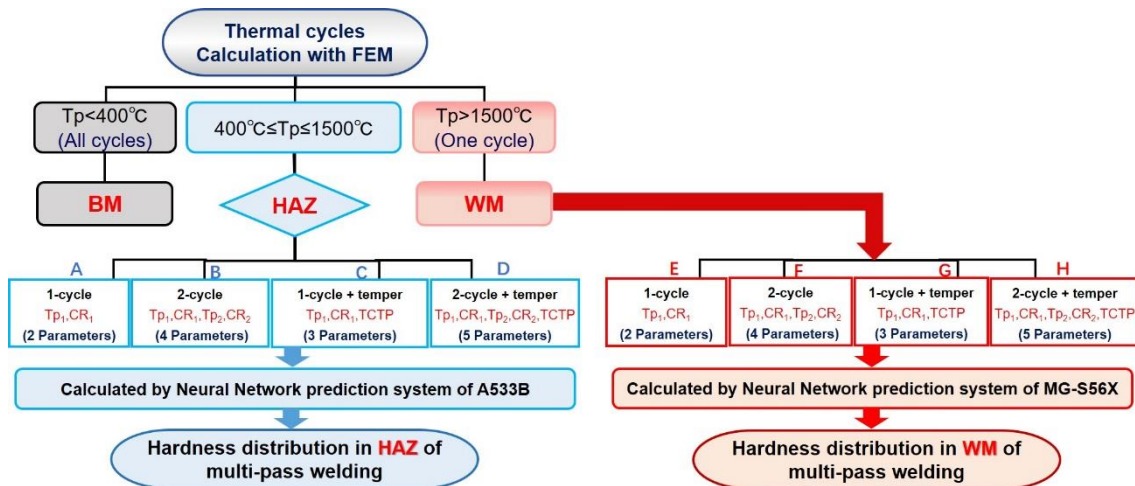 Thermal cycles
Calculation with FEM
Tp<400℃
(All cycles)
400℃≤Tp≤1500℃
Tp>1500℃
(One cycle)
BM
HAZ
WM
A
B
C
D
1-cycle
Tp₁,CR₁
(2 Parameters)
2-cycle
Tp₁,CR₁,Tp₂,CR₂
(4 Parameters)
1-cycle + temper
Tp₁,CR₁,TCTP
(3 Parameters)
2-cycle + temper
Tp₁,CR₁,Tp₂,CR₂,TCTP
(5 Parameters)
Calculated by Neural Network prediction system of A533B
Hardness distribution in HAZ of
multi-pass welding
E
F
G
H
1-cycle
Tp₁,CR₁
(2 Parameters)
2-cycle
Tp₁,CR₁,Tp₂,CR₂
(4 Parameters)
1-cycle + temper
Tp₁,CR₁,TCTP
(3 Parameters)
2-cycle + temper
Tp₁,CR₁,Tp₂,CR₂,TCTP
(5 Parameters)
Calculated by Neural Network prediction system of MG-S56X
Hardness distribution in WM of
multi-pass welding